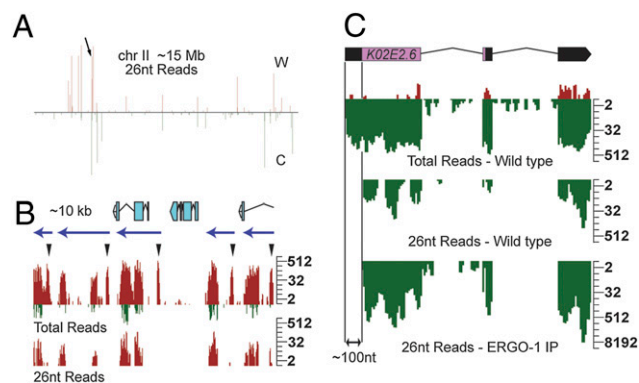 A
chr II ~15 Mb
26nt Reads
W
C
B
~10 kb
512
32
2
Total Reads
512
32
2
26nt Reads
C
K02E2.6
2
32
512
Total Reads - Wild type
2
32
512
26nt Reads - Wild type
2
32
512
8192
26nt Reads - ERGO-1 IP
~100nt